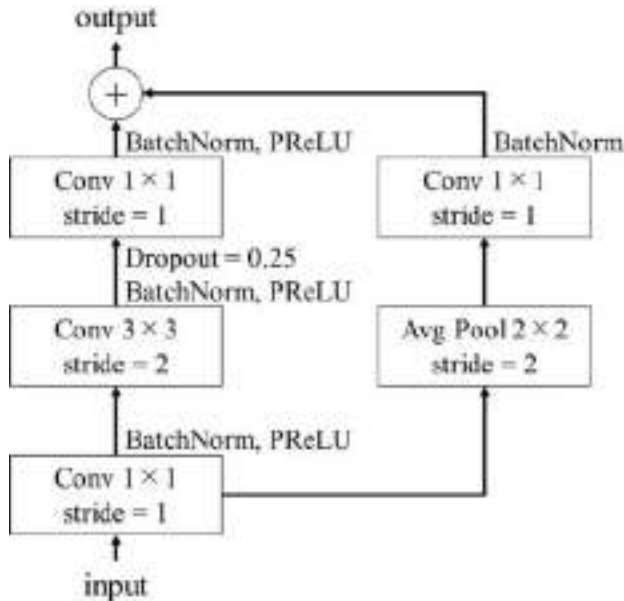 output
+
BatchNorm, PReLU
BatchNorm
Conv 1 × 1
stride = 1
Conv 1 × 1
stride = 1
Dropout = 0.25
BatchNorm, PReLU
Conv 3 × 3
stride = 2
Avg Pool 2 × 2
stride = 2
BatchNorm, PReLU
Conv 1 × 1
stride = 1
input